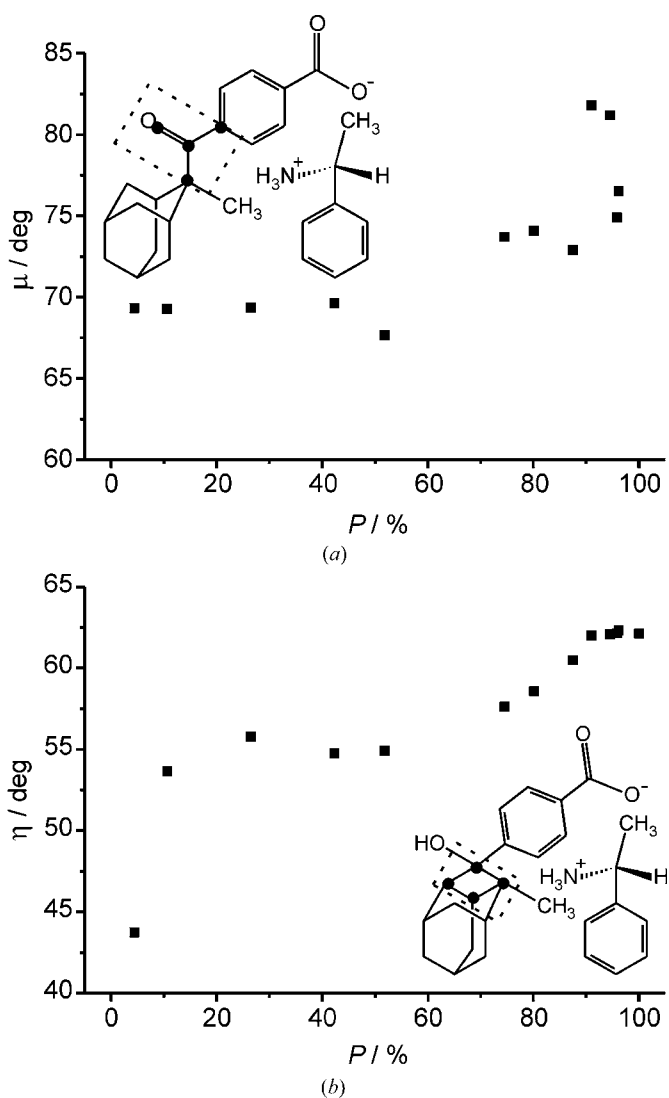 85
80
75
70
65
60
μ / deg
O
O
O⁻
CH₃
CH₃
H₃N⁺
H
0 20 40 60 80 100
P / %
(a)
65
60
55
50
45
40
η / deg
O
O⁻
HO
CH₃
CH₃
H₃N⁺
H
0 20 40 60 80 100
P / %
(b)